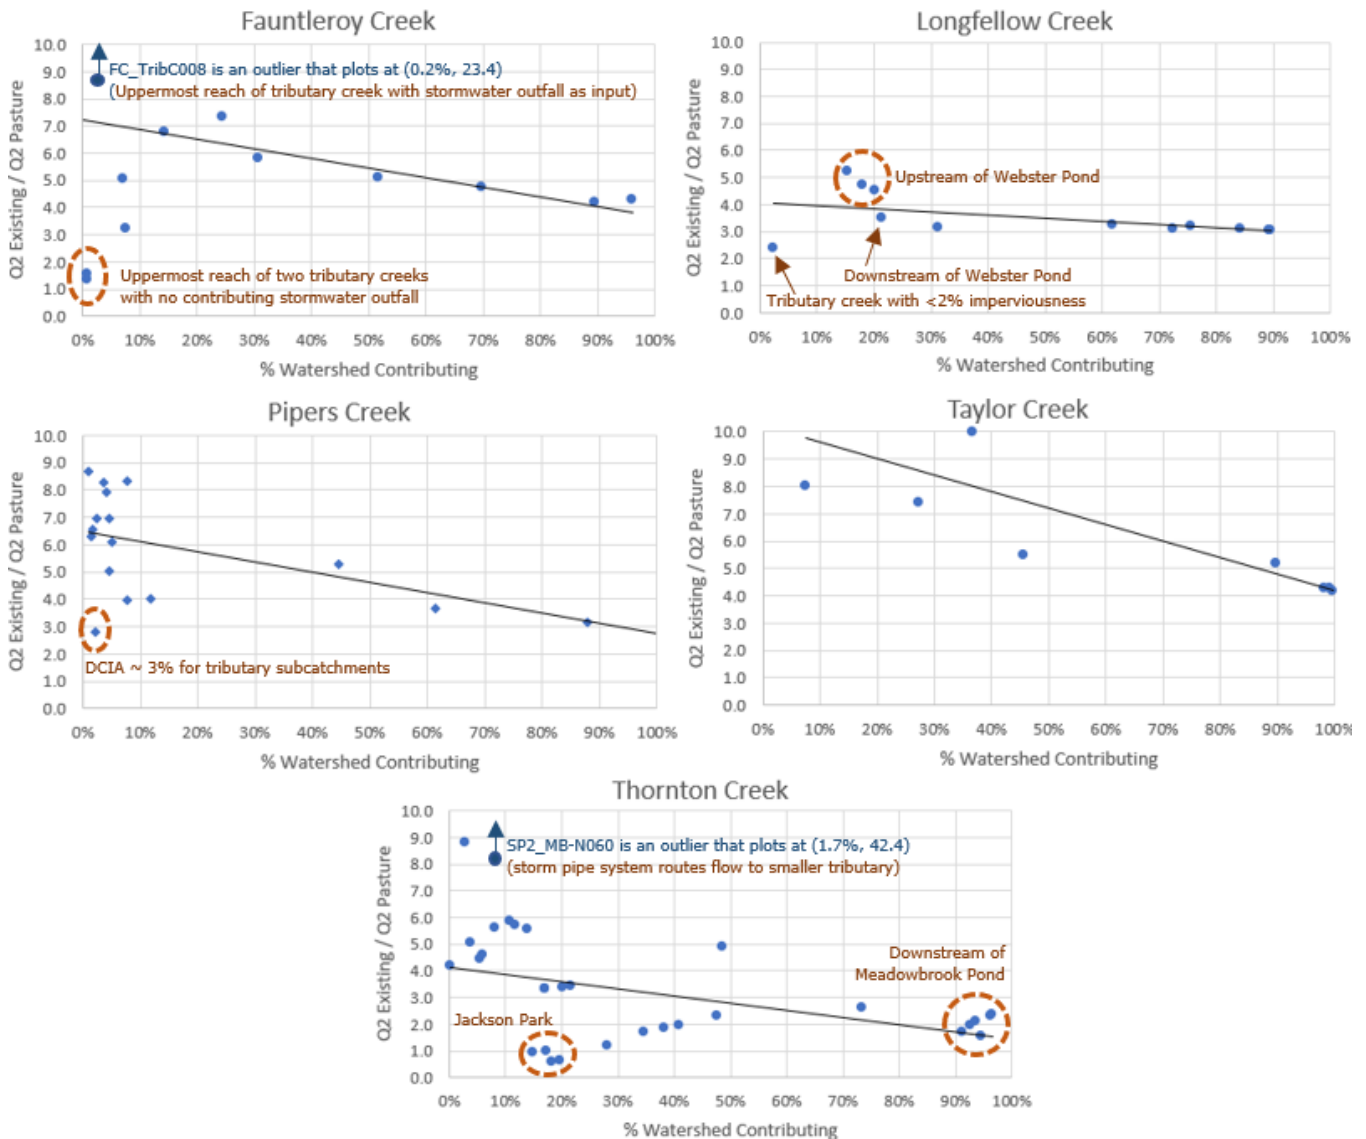 Fauntleroy Creek
Q2 Existing / Q2 Pasture
10.0
9.0
8.0
7.0
6.0
5.0
4.0
3.0
2.0
1.0
0.0
FC_TribC008 is an outlier that plots at (0.2%, 23.4)
(Uppermost reach of tributary creek with stormwater outfall as input)
Uppermost reach of two tributary creeks
with no contributing stormwater outfall
0% 10% 20% 30% 40% 50% 60% 70% 80% 90% 100%
% Watershed Contributing
Longfellow Creek
Q2 Existing / Q2 Pasture
10.0
9.0
8.0
7.0
6.0
5.0
4.0
3.0
2.0
1.0
0.0
Upstream of Webster Pond
Downstream of Webster Pond
Tributary creek with <2% imperviousness
0% 10% 20% 30% 40% 50% 60% 70% 80% 90% 100%
% Watershed Contributing
Pipers Creek
Q2 Existing / Q2 Pasture
10.0
9.0
8.0
7.0
6.0
5.0
4.0
3.0
2.0
1.0
0.0
DCIA ~ 3% for tributary subcatchments
0% 10% 20% 30% 40% 50% 60% 70% 80% 90% 100%
% Watershed Contributing
Taylor Creek
Q2 Existing / Q2 Pasture
10.0
9.0
8.0
7.0
6.0
5.0
4.0
3.0
2.0
1.0
0.0
0% 10% 20% 30% 40% 50% 60% 70% 80% 90% 100%
% Watershed Contributing
Thornton Creek
Q2 Existing / Q2 Pasture
10.0
9.0
8.0
7.0
6.0
5.0
4.0
3.0
2.0
1.0
0.0
SP2_MB-N060 is an outlier that plots at (1.7%, 42.4)
(storm pipe system routes flow to smaller tributary)
Downstream of
Meadowbrook Pond
Jackson Park
0% 10% 20% 30% 40% 50% 60% 70% 80% 90% 100%
% Watershed Contributing